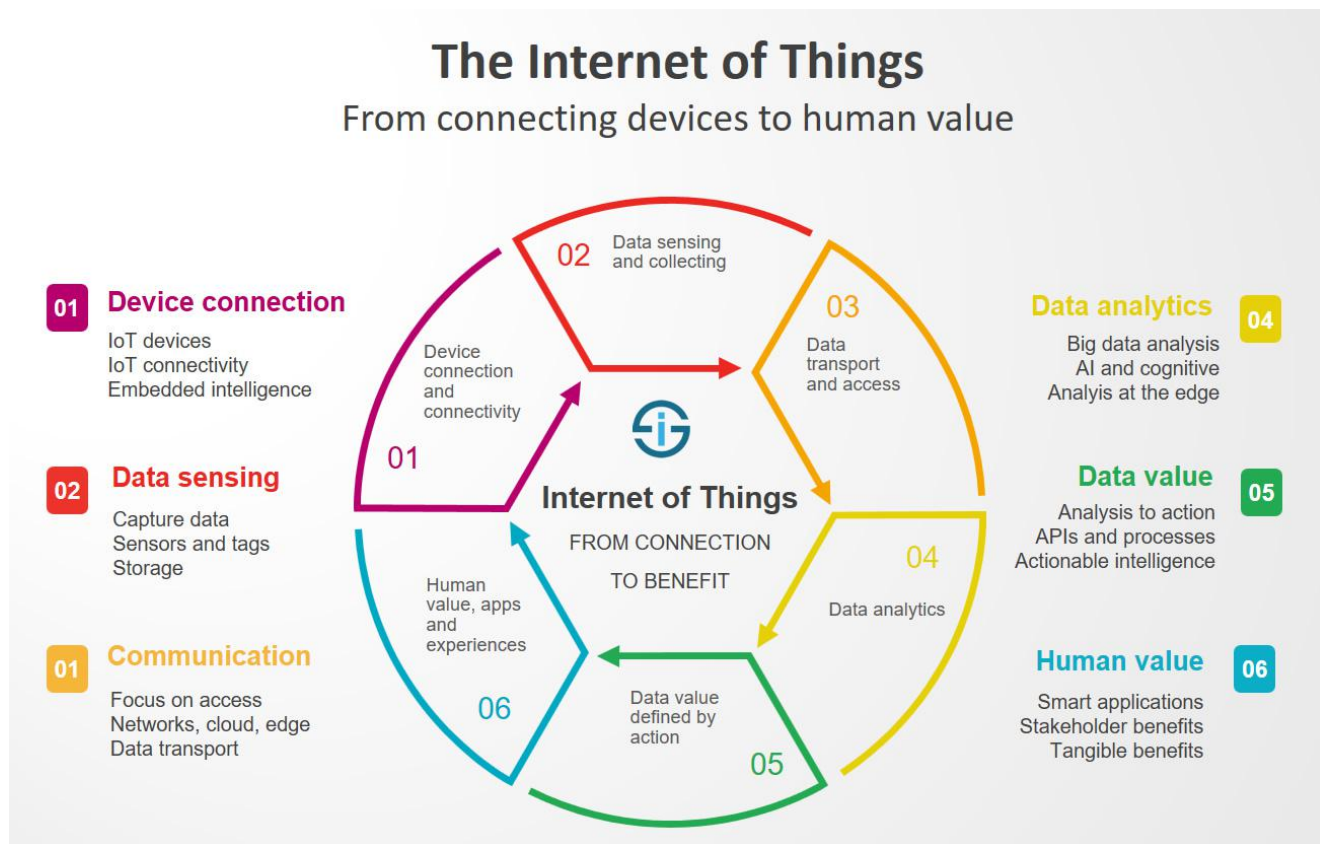 The Internet of Things
From connecting devices to human value
01
Device connection
IoT devices
IoT connectivity
Embedded intelligence
02
Data sensing
Capture data
Sensors and tags
Storage
01
Communication
Focus on access
Networks, cloud, edge
Data transport
01
Device
connection
and
connectivity
02
Data sensing
and collecting
03
Data
transport
and access
04
Data analytics
05
Data value
defined by
action
06
Human
value, apps
and
experiences
SiG
Internet of Things
FROM CONNECTION
TO BENEFIT
Data analytics
04
Big data analysis
AI and cognitive
Analyis at the edge
Data value
05
Analysis to action
APIs and processes
Actionable intelligence
Human value
06
Smart applications
Stakeholder benefits
Tangible benefits